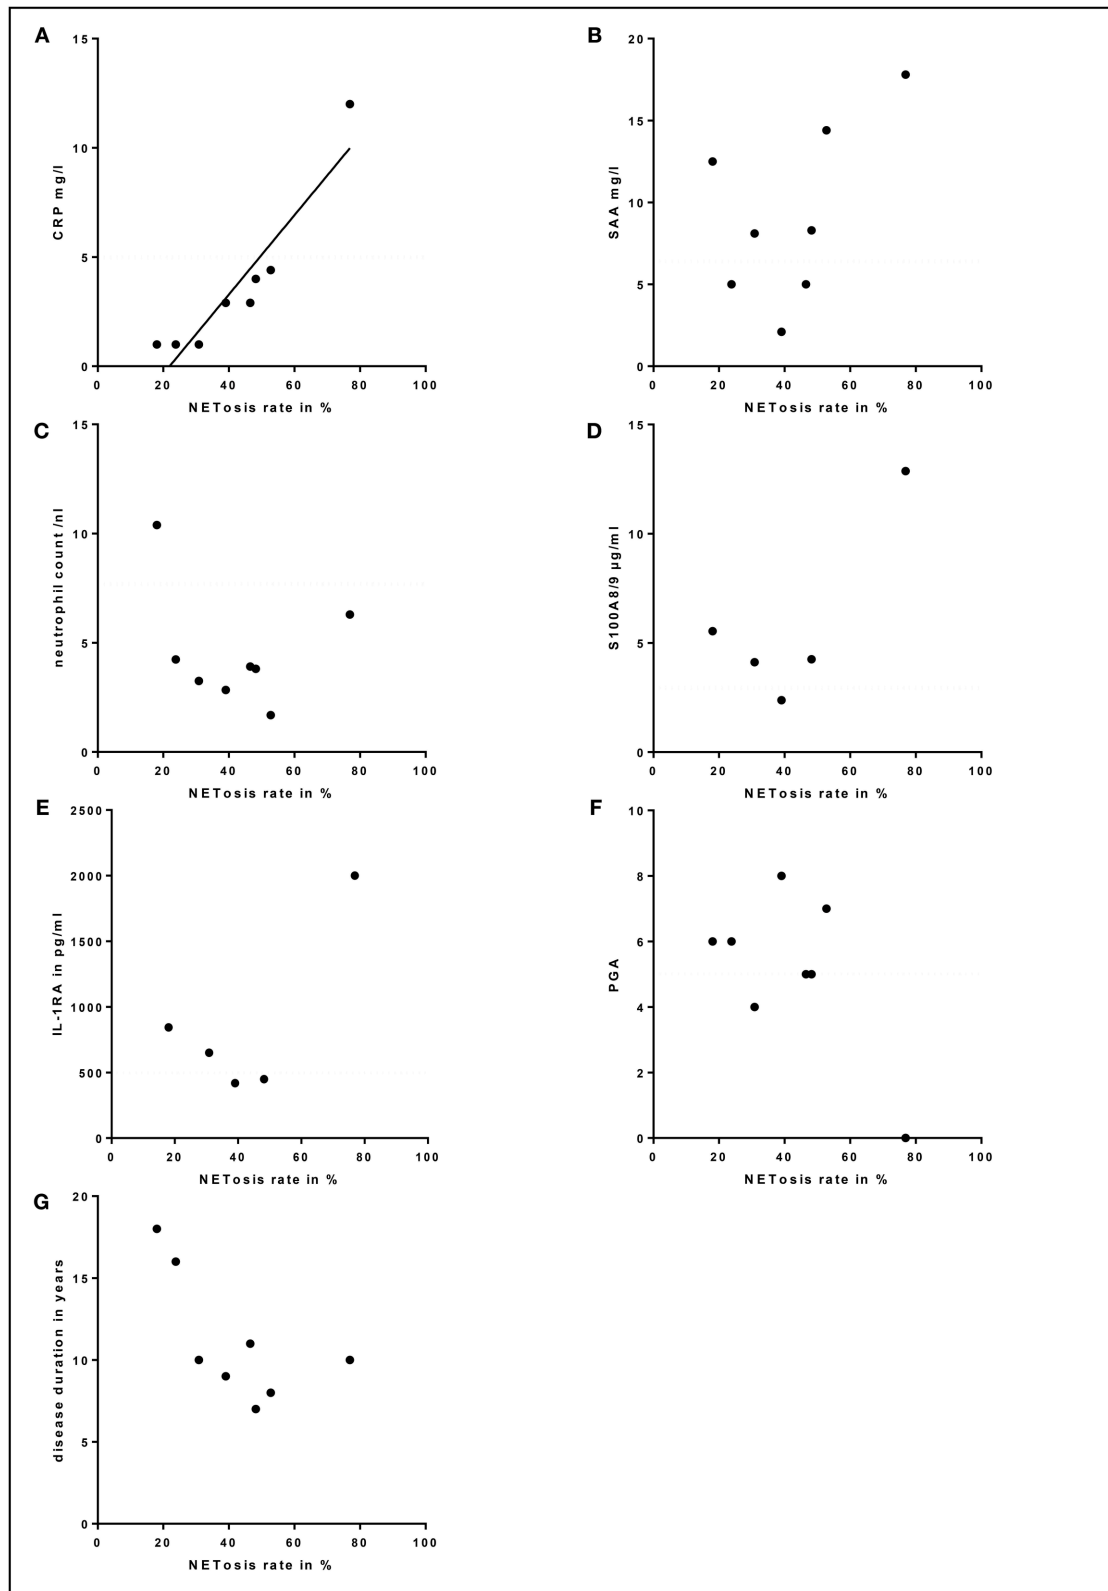 A
CRP mg/l
15
10
5
0
0 20 40 60 80 100
NETosis rate in %
B
SAA mg/l
20
15
10
5
0
0 20 40 60 80 100
NETosis rate in %
C
neutrophil count /nl
15
10
5
0
0 20 40 60 80 100
NETosis rate in %
D
S100A8/9 µg/ml
15
10
5
0
0 20 40 60 80 100
NETosis rate in %
E
IL-1RA in pg/ml
2500
2000
1500
1000
500
0
0 20 40 60 80 100
NETosis rate in %
F
PGA
10
8
6
4
2
0
0 20 40 60 80 100
NETosis rate in %
G
disease duration in years
20
15
10
5
0
0 20 40 60 80 100
NETosis rate in %